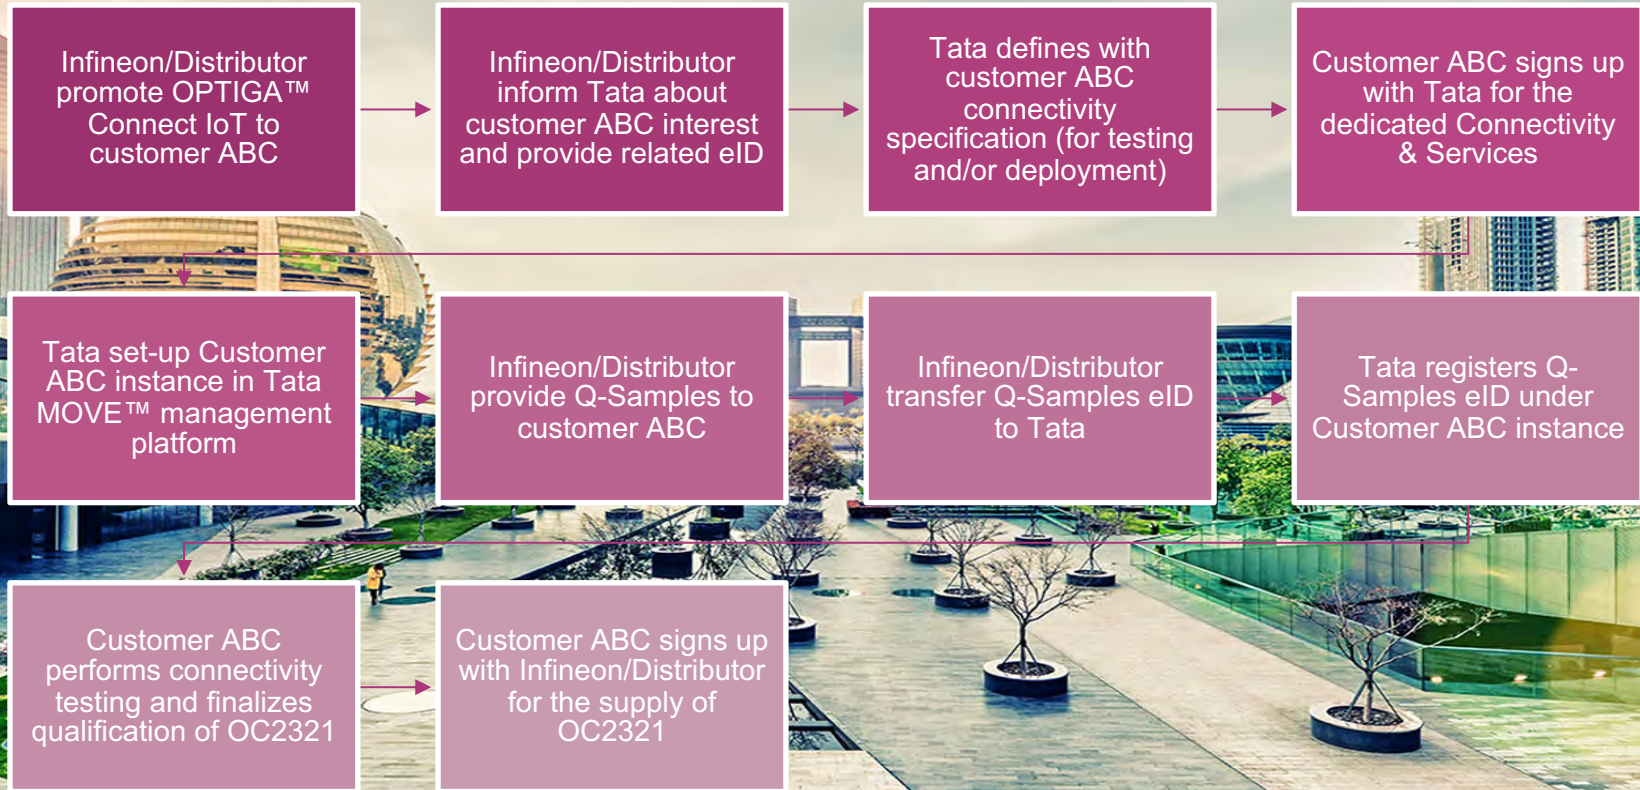 Infineon/Distributor
promote OPTIGA™
Connect IoT to
customer ABC
Infineon/Distributor
inform Tata about
customer ABC interest
and provide related eID
Tata defines with
customer ABC
connectivity
specification (for testing
and/or deployment)
Customer ABC signs up
with Tata for the
dedicated Connectivity
& Services
Tata set-up Customer
ABC instance in Tata
MOVE™ management
platform
Infineon/Distributor
provide Q-Samples to
customer ABC
Infineon/Distributor
transfer Q-Samples eID
to Tata
Tata registers Q-
Samples eID under
Customer ABC instance
Customer ABC
performs connectivity
testing and finalizes
qualification of OC2321
Customer ABC signs up
with Infineon/Distributor
for the supply of
OC2321